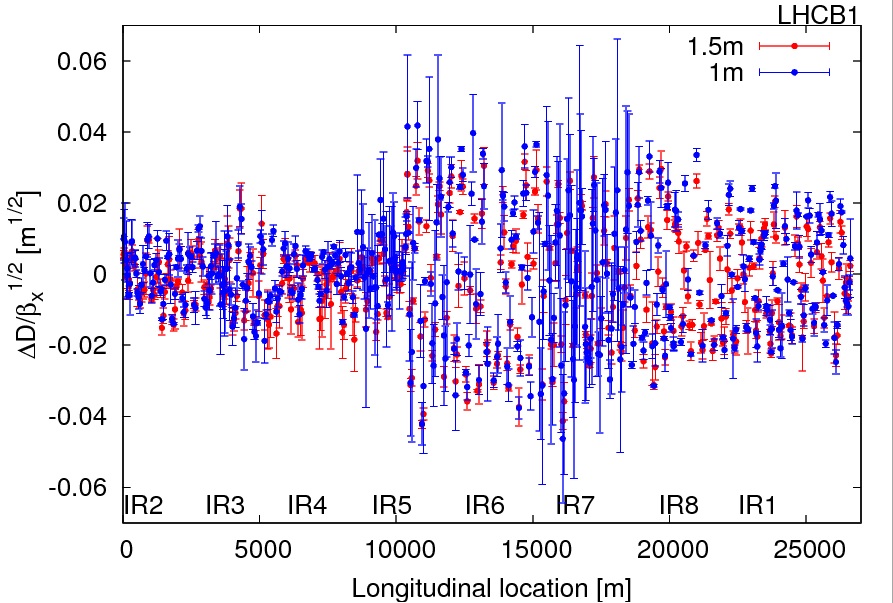 LHCB1
1.5m
1m
0.06
0.04
0.02
0
-0.02
-0.04
-0.06
ΔD/βx^1/2 [m^1/2]
IR2 IR3 IR4 IR5 IR6 IR7 IR8 IR1
0 5000 10000 15000 20000 25000
Longitudinal location [m]